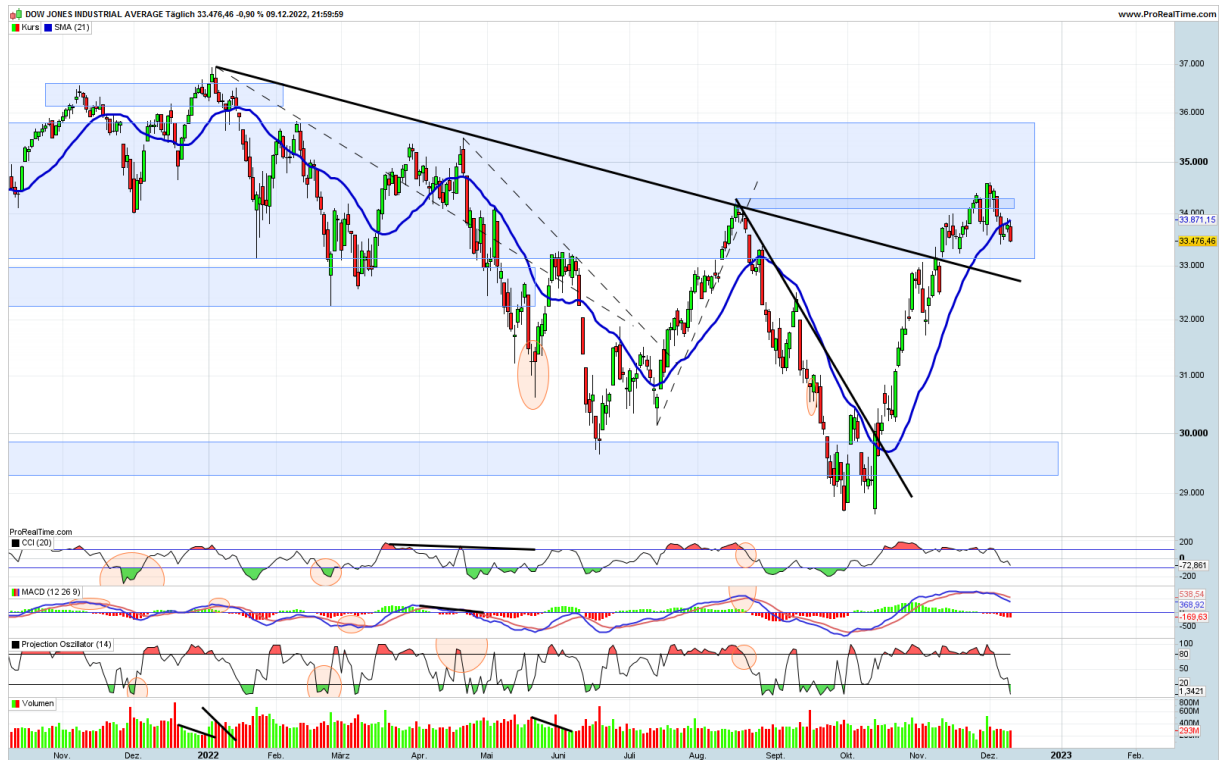 DOW JONES INDUSTRIAL AVERAGE Täglich 33.476,46 -0,90 % 09.12.2022, 21:59:59
www.ProRealTime.com
Kurs SMA (21)
37.000
36.000
35.000
34.000
33.871,15
33.476,46
33.000
32.000
31.000
30.000
29.000
ProRealTime.com
CCI (20)
200
0
-72,861
-200
MACD (12 26 9)
538,54
368,92
-169,63
-500
Projection Oszillator (14)
100
80
50
20
1,3421
Volumen
800M
600M
400M
293M
Nov. Dez. 2022 Feb. März Apr. Mai Juni Juli Aug. Sept. Okt. Nov. Dez. 2023 Feb.